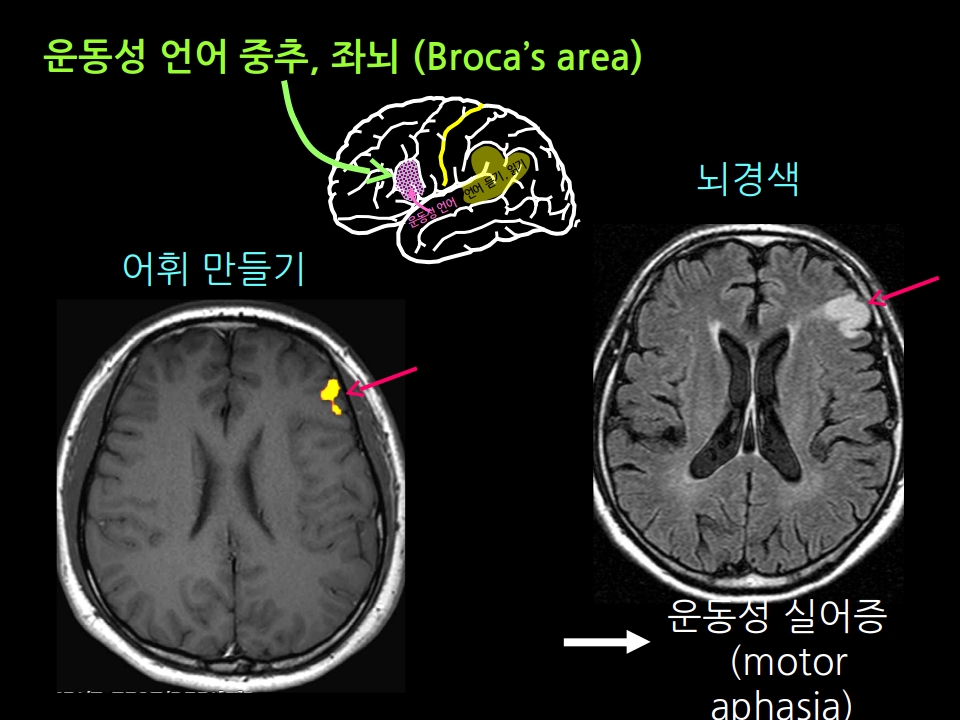 운동성 언어 중추, 좌뇌 (Broca’s area)
언어 듣기, 읽기
운동성 언어
뇌경색
어휘 만들기
운동성 실어증
(motor
aphasia)